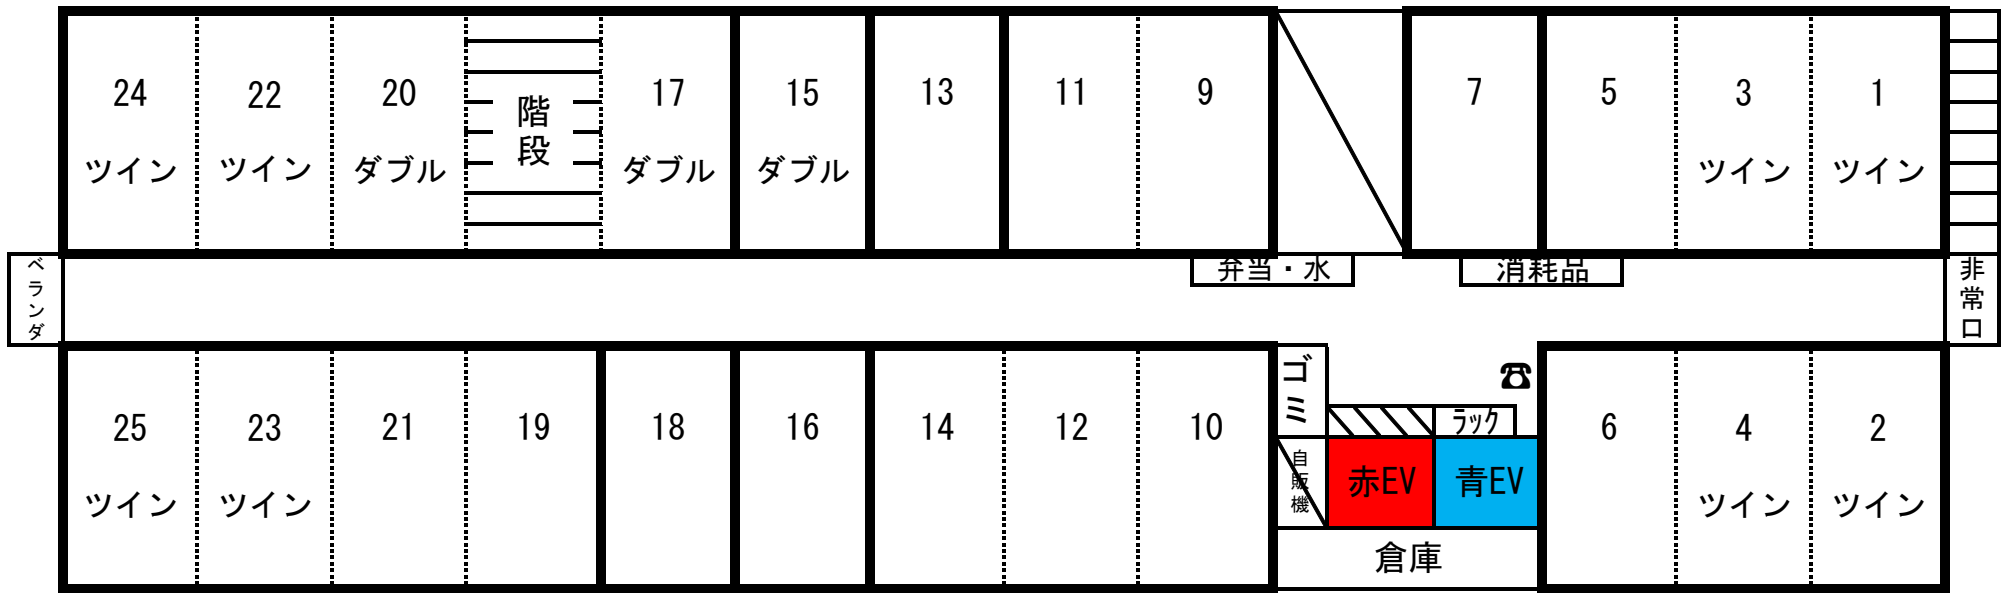 24 22 20 17 15 13 11 9 7 5 3 1
階
段
ツイン ツイン ダブル ダブル ダブル ツイン ツイン
ベランダ
弁当・水
消耗品
非常口
ゴミ
☎
ラック
25 23 21 19 18 16 14 12 10 6 4 2
自販機
赤EV 青EV
ツイン ツイン ツイン ツイン
倉庫